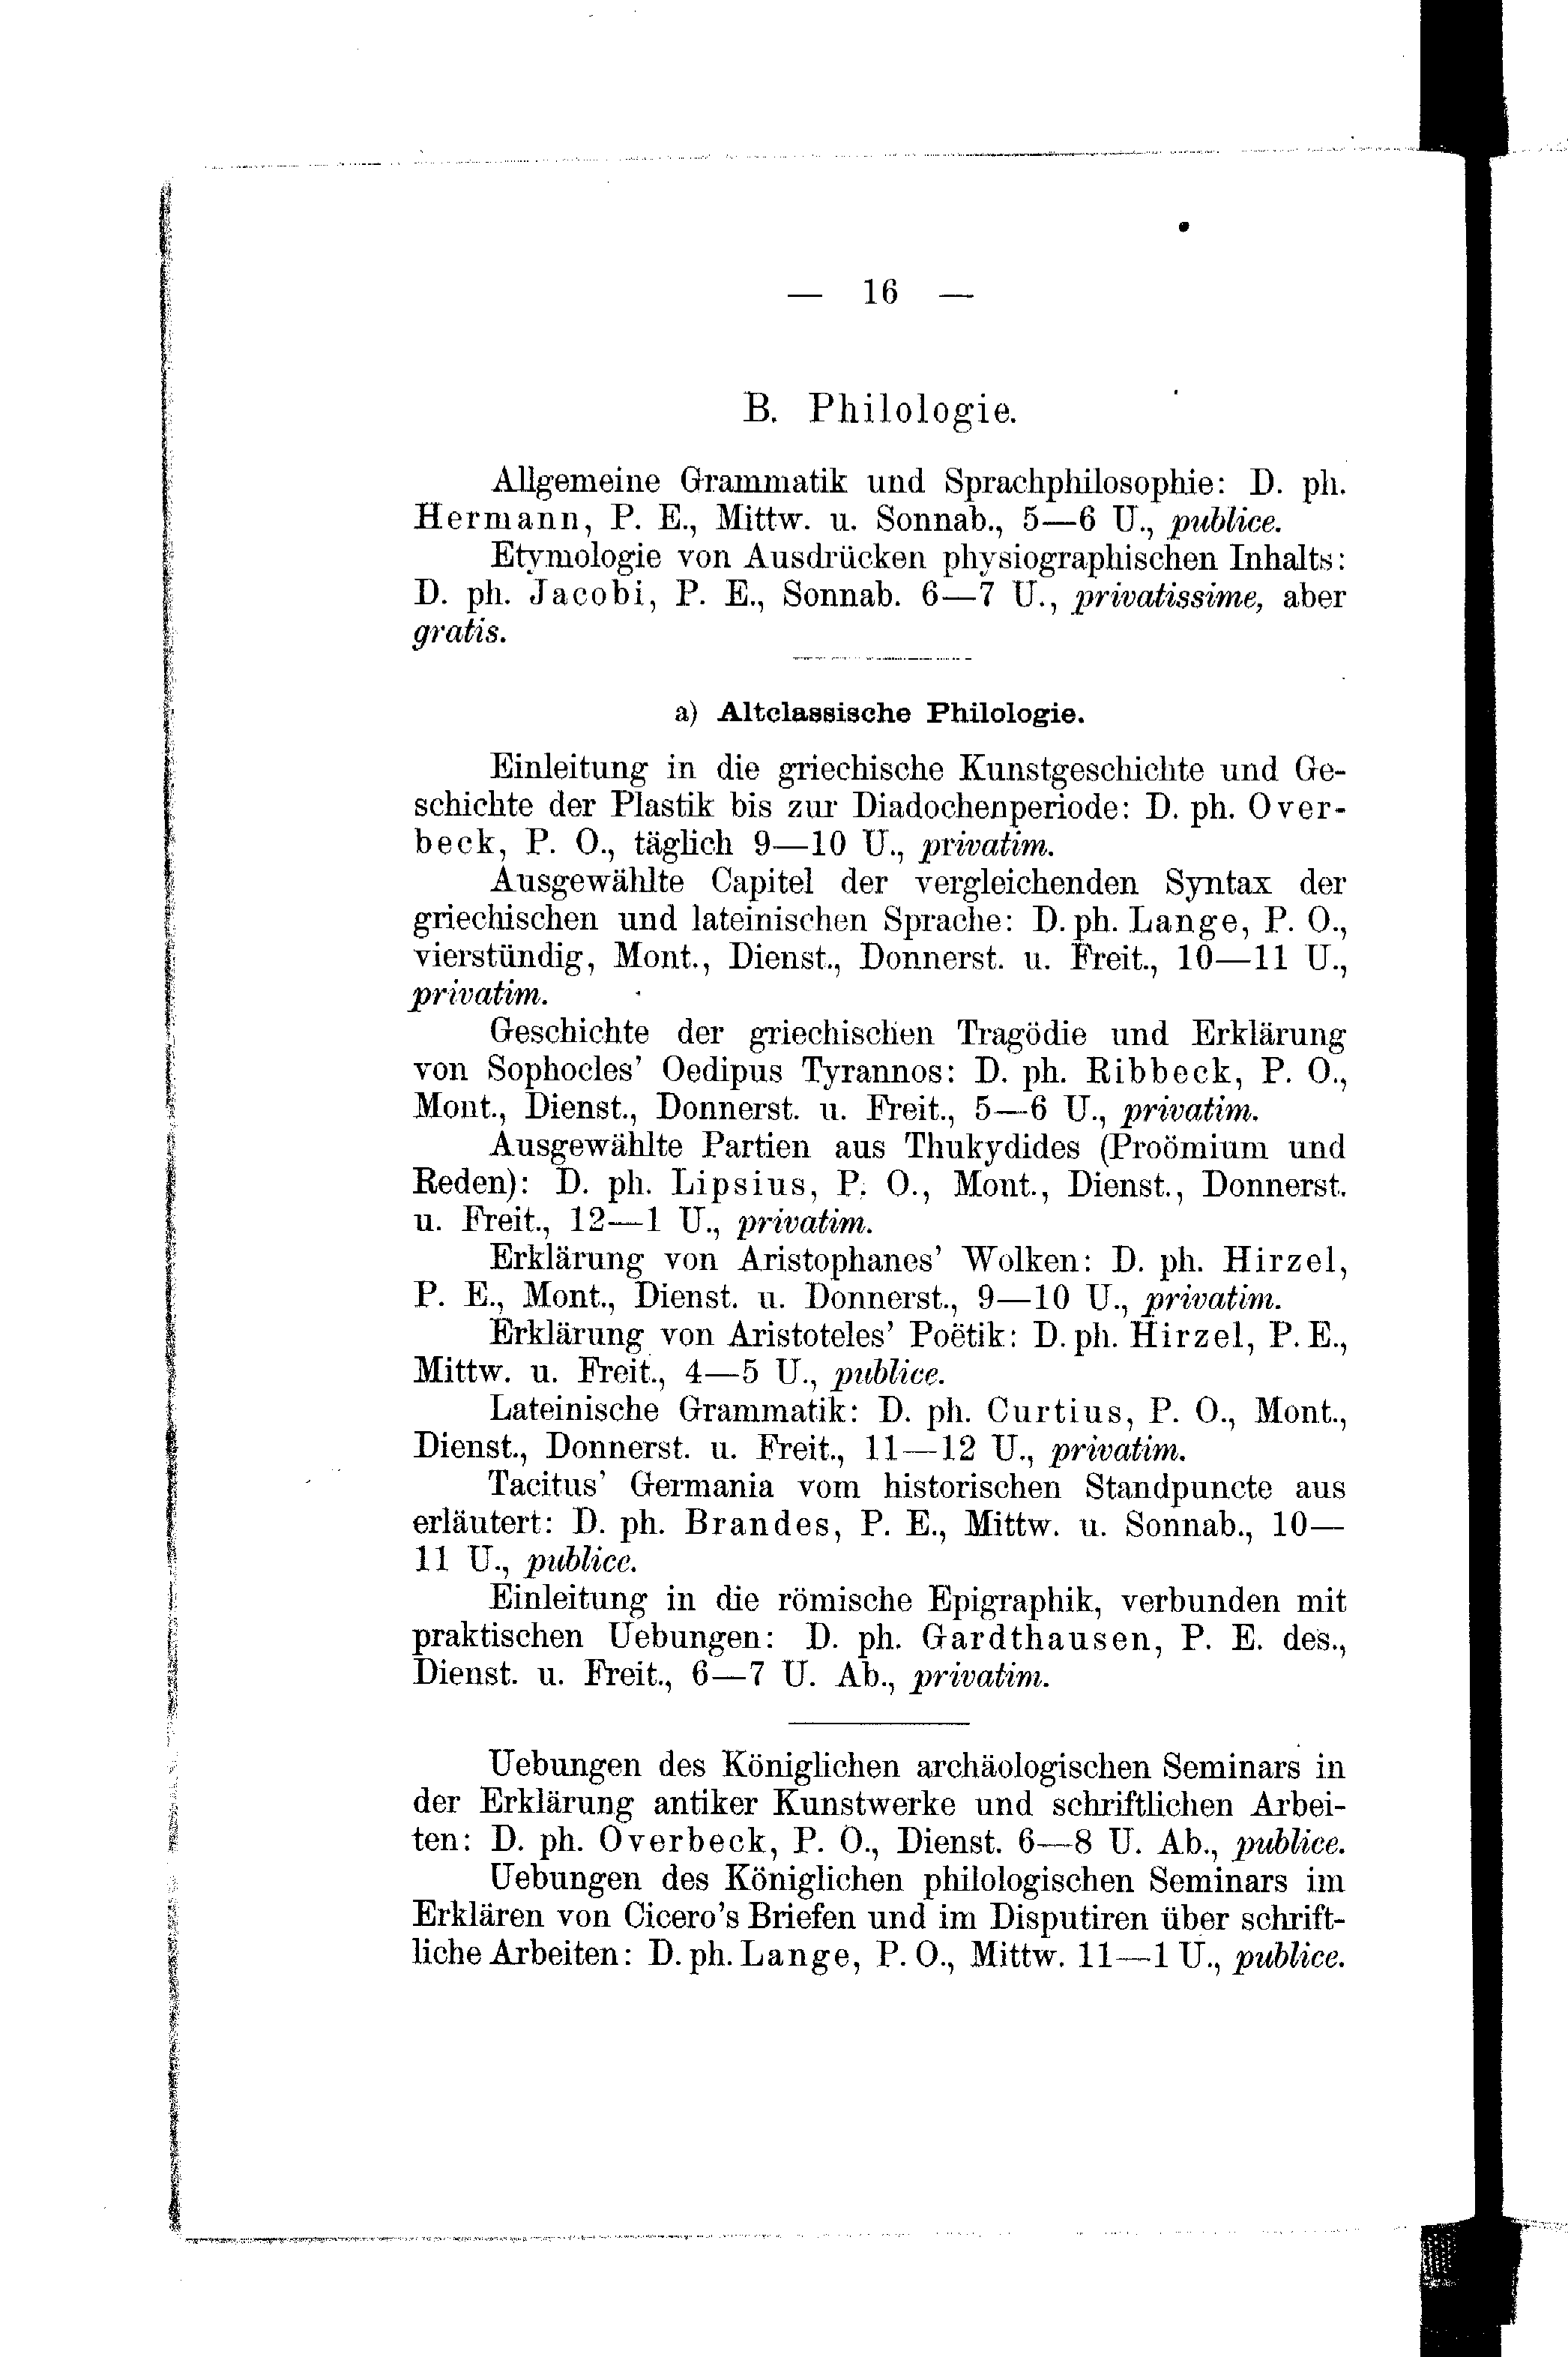 — 16 —
B. Philologie.
Allgemeine Grammatik und Sprachphilosophie: D. ph.
Hermann, P. E., Mittw. u. Sonnab., 5—6 U., publice.
Etymologie von Ausdrücken physiographischen Inhalts:
D. ph. Jacobi, P. E., Sonnab. 6—7 U., privatissime, aber
gratis.
a) Altclassische Philologie.
Einleitung in die griechische Kunstgeschichte und Ge-
schichte der Plastik bis zur Diadochenperiode: D. ph. Over-
beck, P. O., täglich 9—10 U., privatim.
Ausgewählte Capitel der vergleichenden Syntax der
griechischen und lateinischen Sprache: D. ph. Lange, P. O.,
vierstündig, Mont., Dienst., Donnerst. u. Freit., 10—11 U.,
privatim.
Geschichte der griechischen Tragödie und Erklärung
von Sophocles' Oedipus Tyrannos: D. ph. Ribbeck, P. O.,
Mont., Dienst., Donnerst. u. Freit., 5—6 U., privatim.
Ausgewählte Partien aus Thukydides (Proömium und
Reden): D. ph. Lipsius, P. O., Mont., Dienst., Donnerst.
u. Freit., 12—1 U., privatim.
Erklärung von Aristophanes' Wolken: D. ph. Hirzel,
P. E., Mont., Dienst. u. Donnerst., 9—10 U., privatim.
Erklärung von Aristoteles' Poëtik: D. ph. Hirzel, P. E.,
Mittw. u. Freit., 4—5 U., publice.
Lateinische Grammatik: D. ph. Curtius, P. O., Mont.,
Dienst., Donnerst. u. Freit., 11—12 U., privatim.
Tacitus' Germania vom historischen Standpuncte aus
erläutert: D. ph. Brandes, P. E., Mittw. u. Sonnab., 10—
11 U., publice.
Einleitung in die römische Epigraphik, verbunden mit
praktischen Uebungen: D. ph. Gardthausen, P. E. des.,
Dienst. u. Freit., 6—7 U. Ab., privatim.
Uebungen des Königlichen archäologischen Seminars in
der Erklärung antiker Kunstwerke und schriftlichen Arbei-
ten: D. ph. Overbeck, P. O., Dienst. 6—8 U. Ab., publice.
Uebungen des Königlichen philologischen Seminars im
Erklären von Cicero's Briefen und im Disputiren über schrift-
liche Arbeiten: D. ph. Lange, P. O., Mittw. 11—1 U., publice.